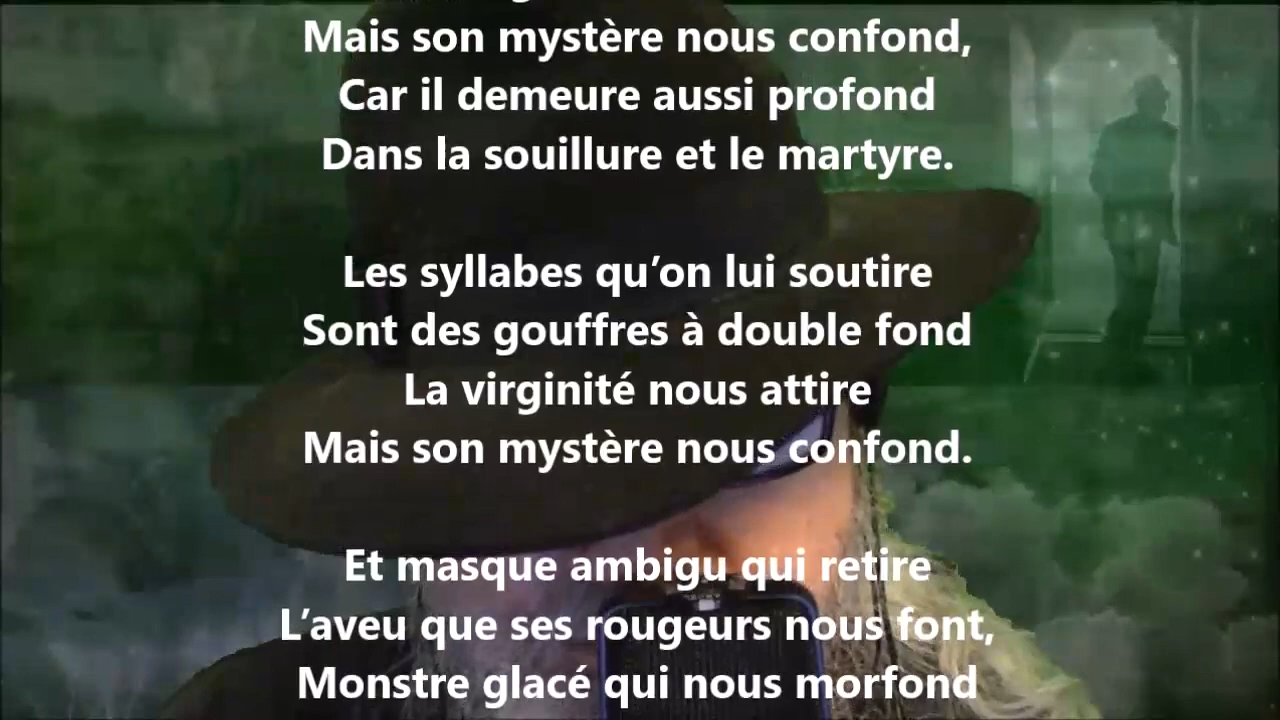 Mais son mystère nous confond,
Car il demeure aussi profond
Dans la souillure et le martyre.
Les syllabes qu’on lui soutire
Sont des gouffres à double fond
La virginité nous attire
Mais son mystère nous confond.
Et masque ambigu qui retire
L’aveu que ses rougeurs nous font,
Monstre glacé qui nous morfond